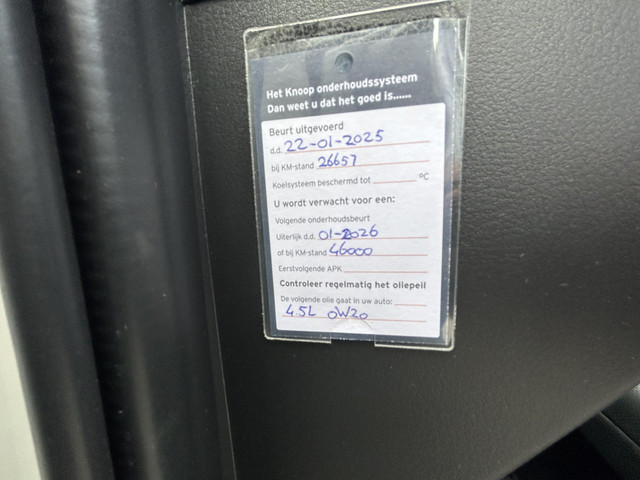 Het Knoop onderhoudssysteem
Dan weet u dat het goed is......
Beurt uitgevoerd
d.d. 22-01-2025
bij KM-stand 26657
Koelsysteem beschermd tot ______ °C
U wordt verwacht voor een:
Volgende onderhoudsbeurt
Uiterlijk d.d. 01-2026
of bij KM-stand 46000
Eerstvolgende APK
Controleer regelmatig het oliepeil
De volgende olie gaat in uw auto:
4.5L 0W20